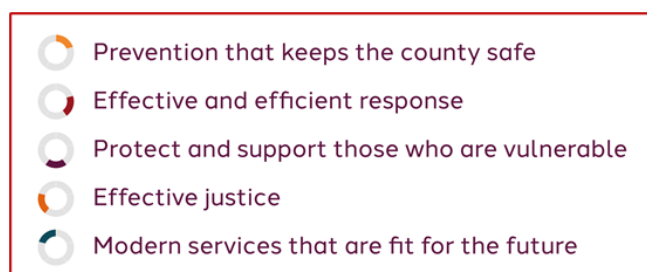 Prevention that keeps the county safe
Effective and efficient response
Protect and support those who are vulnerable
Effective justice
Modern services that are fit for the future